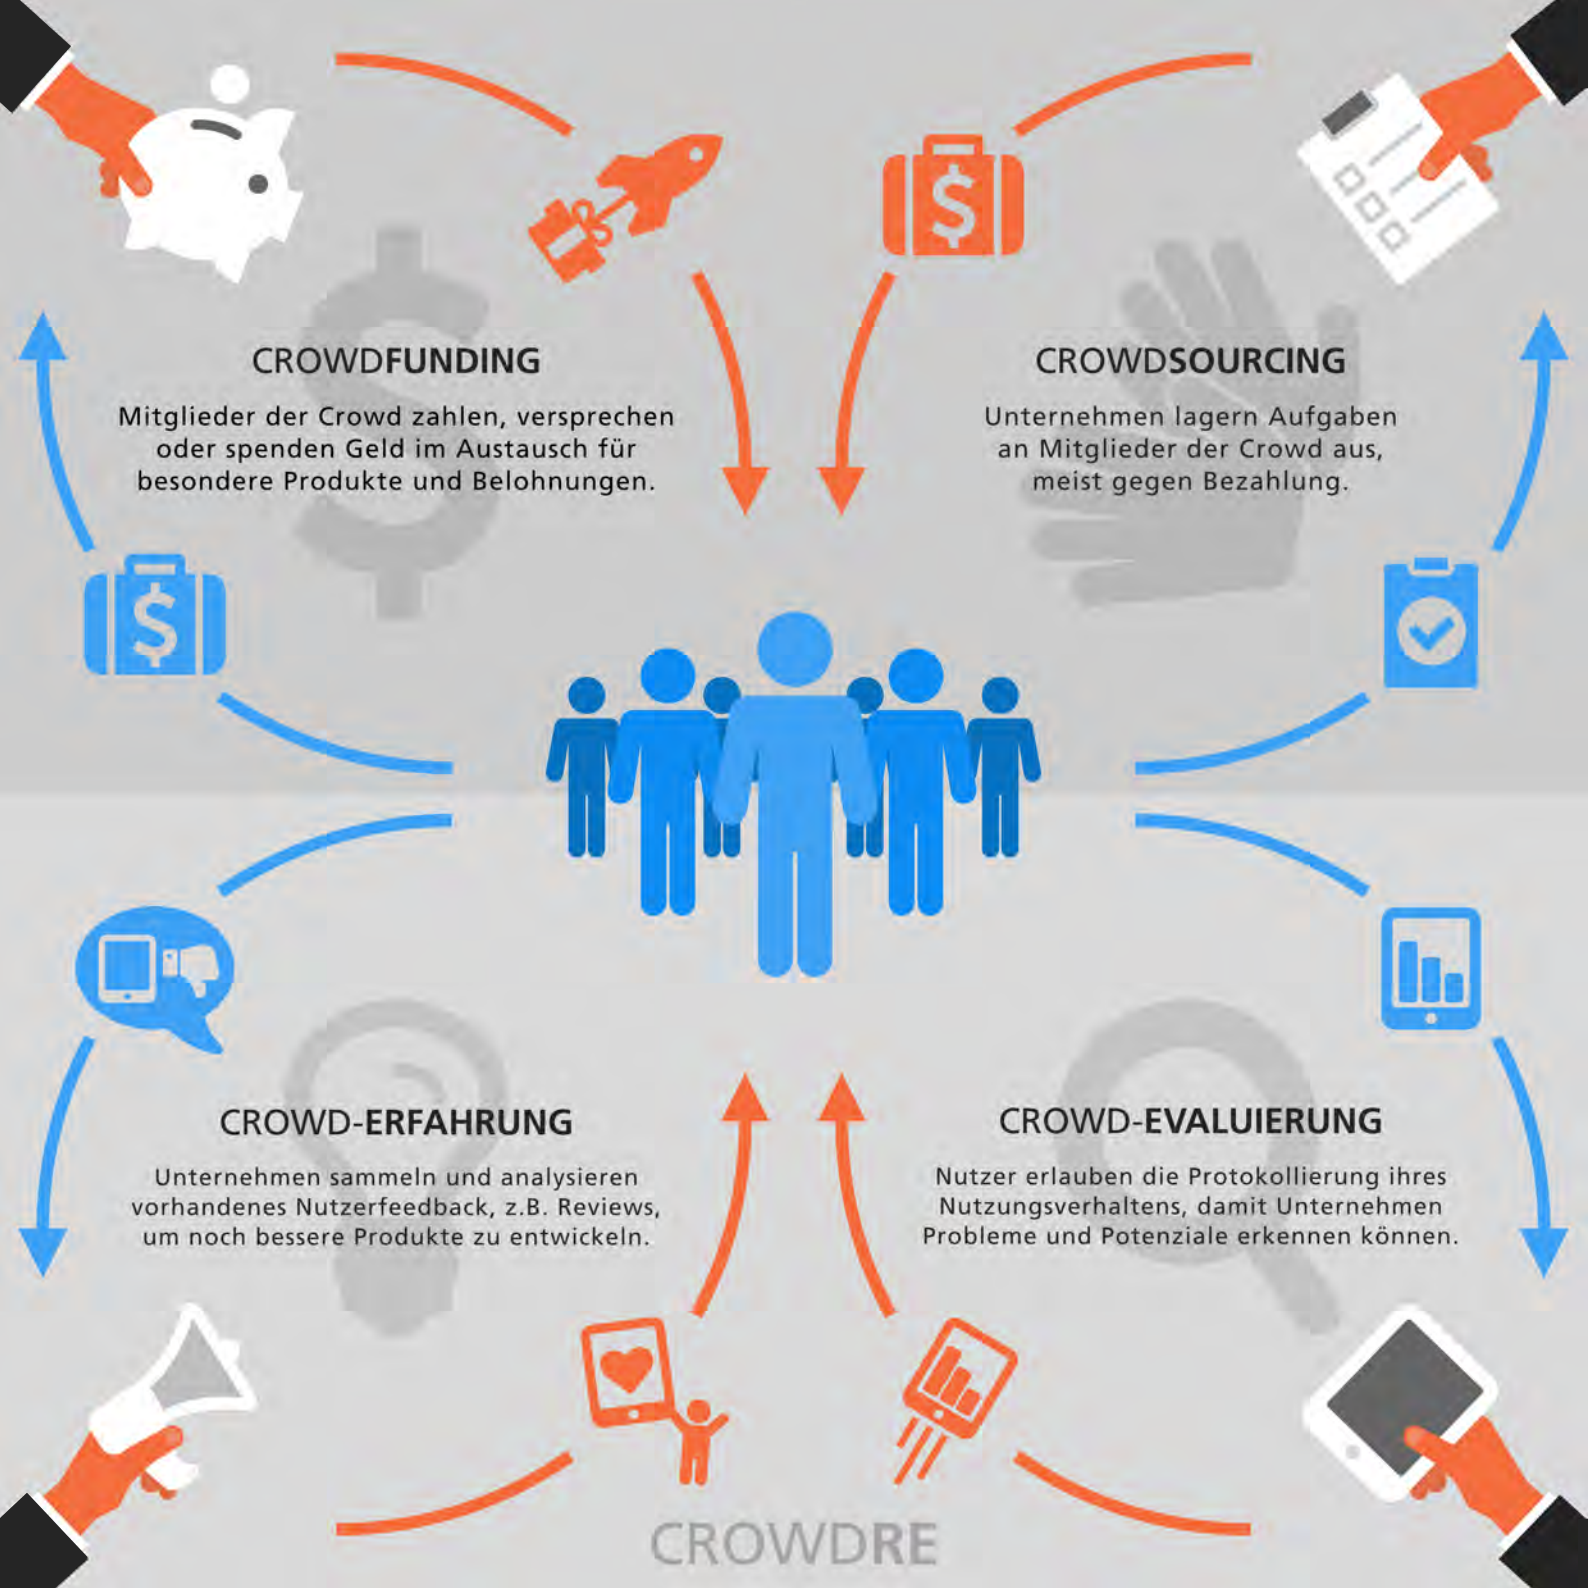 $
CROWDFUNDING
Mitglieder der Crowd zahlen, versprechen
oder spenden Geld im Austausch für
besondere Produkte und Belohnungen.
$
CROWDSOURCING
Unternehmen lagern Aufgaben
an Mitglieder der Crowd aus,
meist gegen Bezahlung.
$
CROWD-ERFAHRUNG
Unternehmen sammeln und analysieren
vorhandenes Nutzerfeedback, z.B. Reviews,
um noch bessere Produkte zu entwickeln.
CROWD-EVALUIERUNG
Nutzer erlauben die Protokollierung ihres
Nutzungsverhaltens, damit Unternehmen
Probleme und Potenziale erkennen können.
CROWDRE